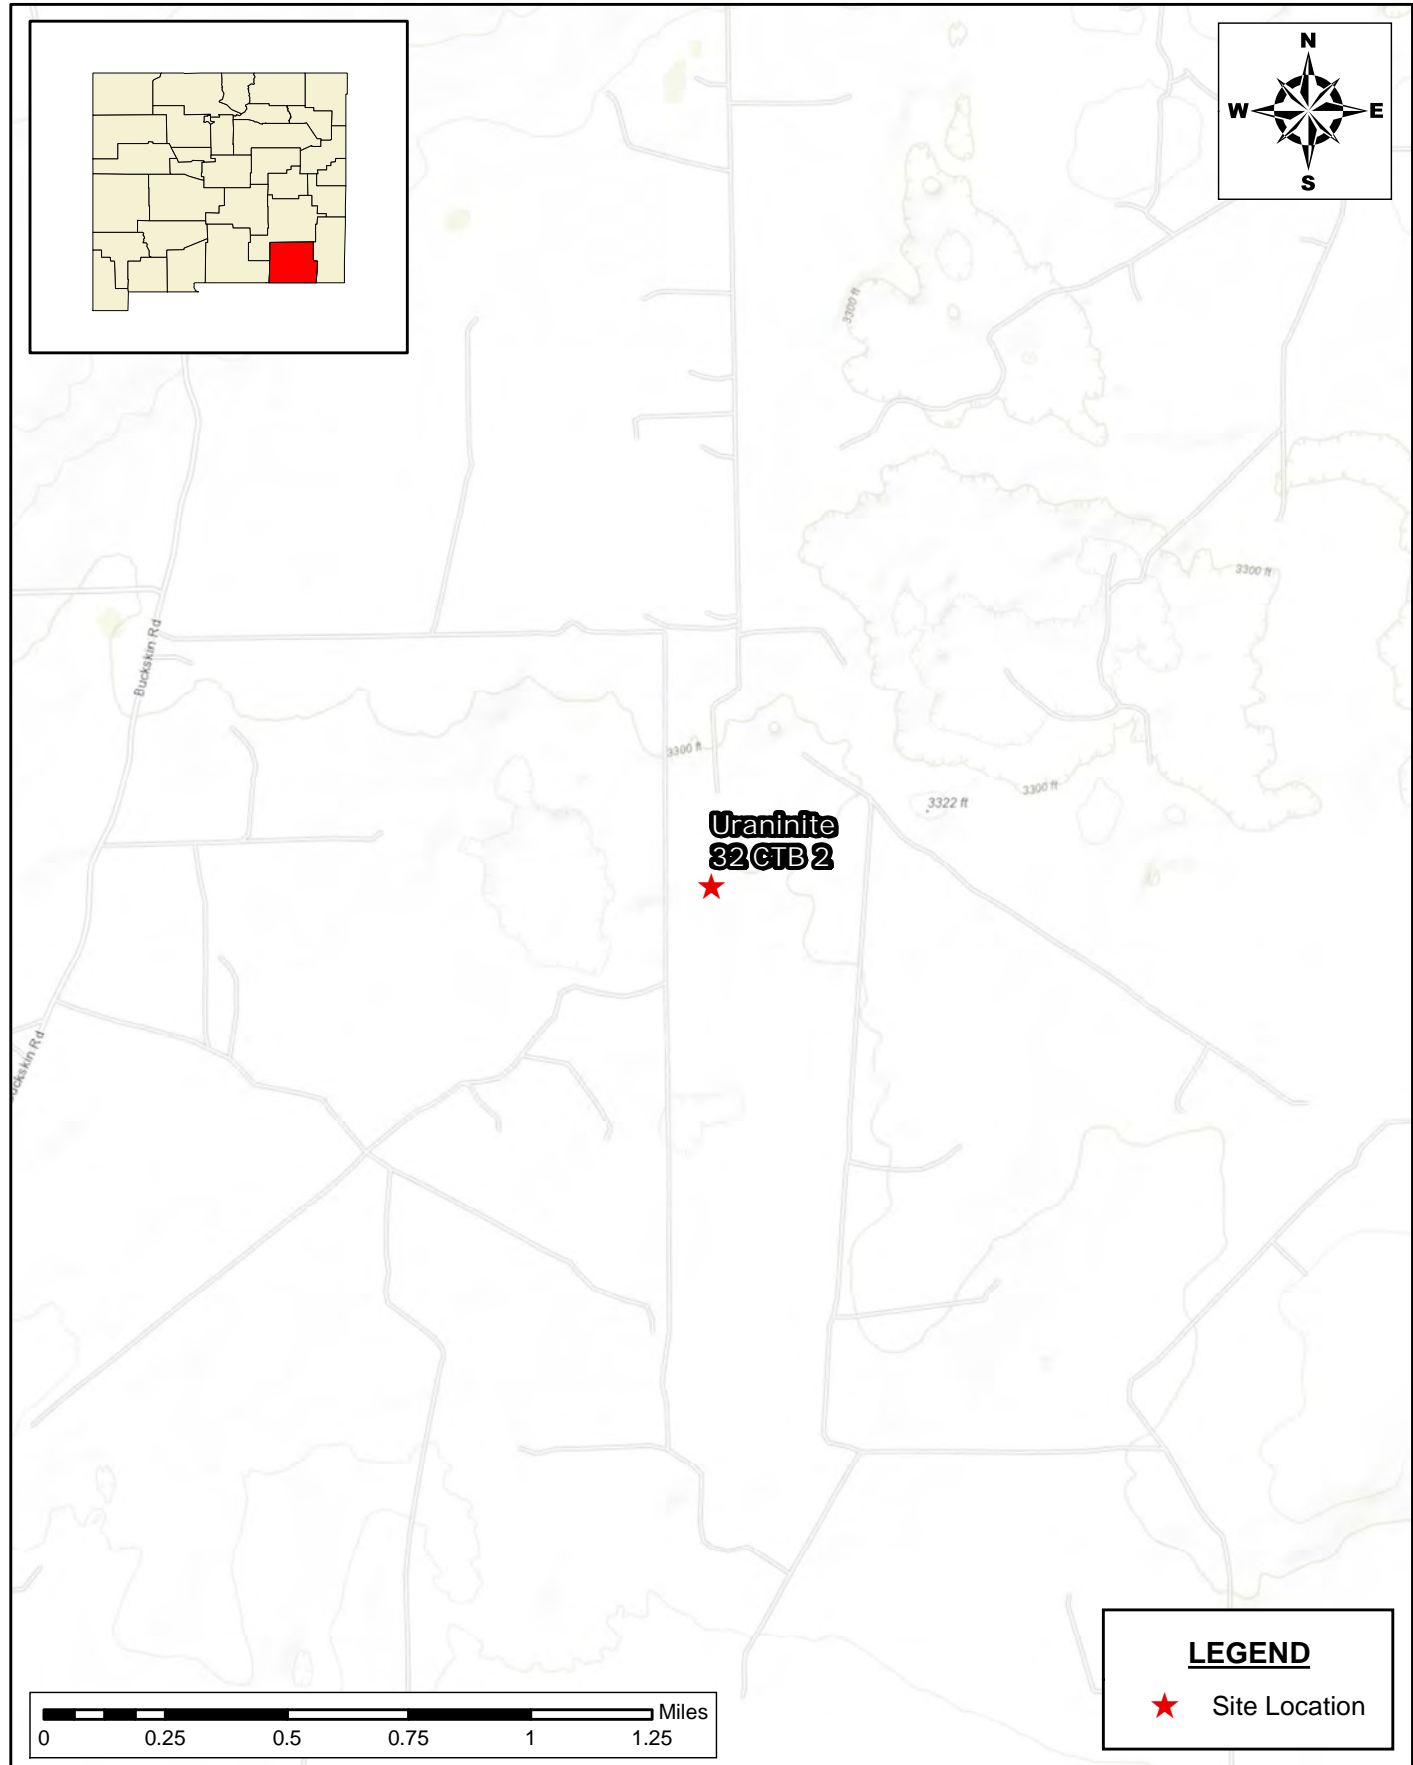 N
W E
S
3300 ft
3300 ft
Buckskin Rd
3300 ft
3300 ft
3322 ft
Uraninite
32 CTB 2
uckskin Rd
LEGEND
Site Location
Miles
0 0.25 0.5 0.75 1 1.25